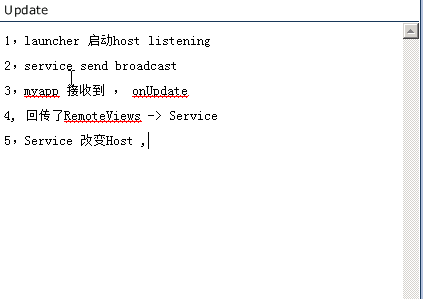 Update
1，launcher 启动host listening
2，service send broadcast
3，myapp 接收到 ， onUpdate
4, 回传了RemoteViews -> Service
5，Service 改变Host ,